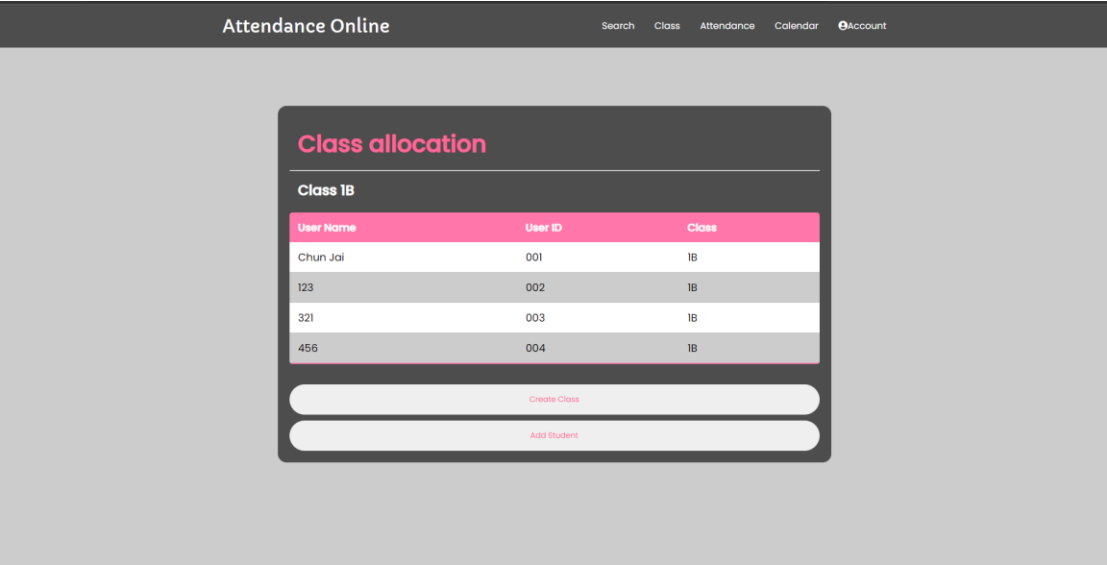 Attendance Online Search Class Attendance Calendar Account
Class allocation
Class 1B
User Name User ID Class
Chun Jai 001 1B
123 002 1B
321 003 1B
456 004 1B
Create Class
Add Student